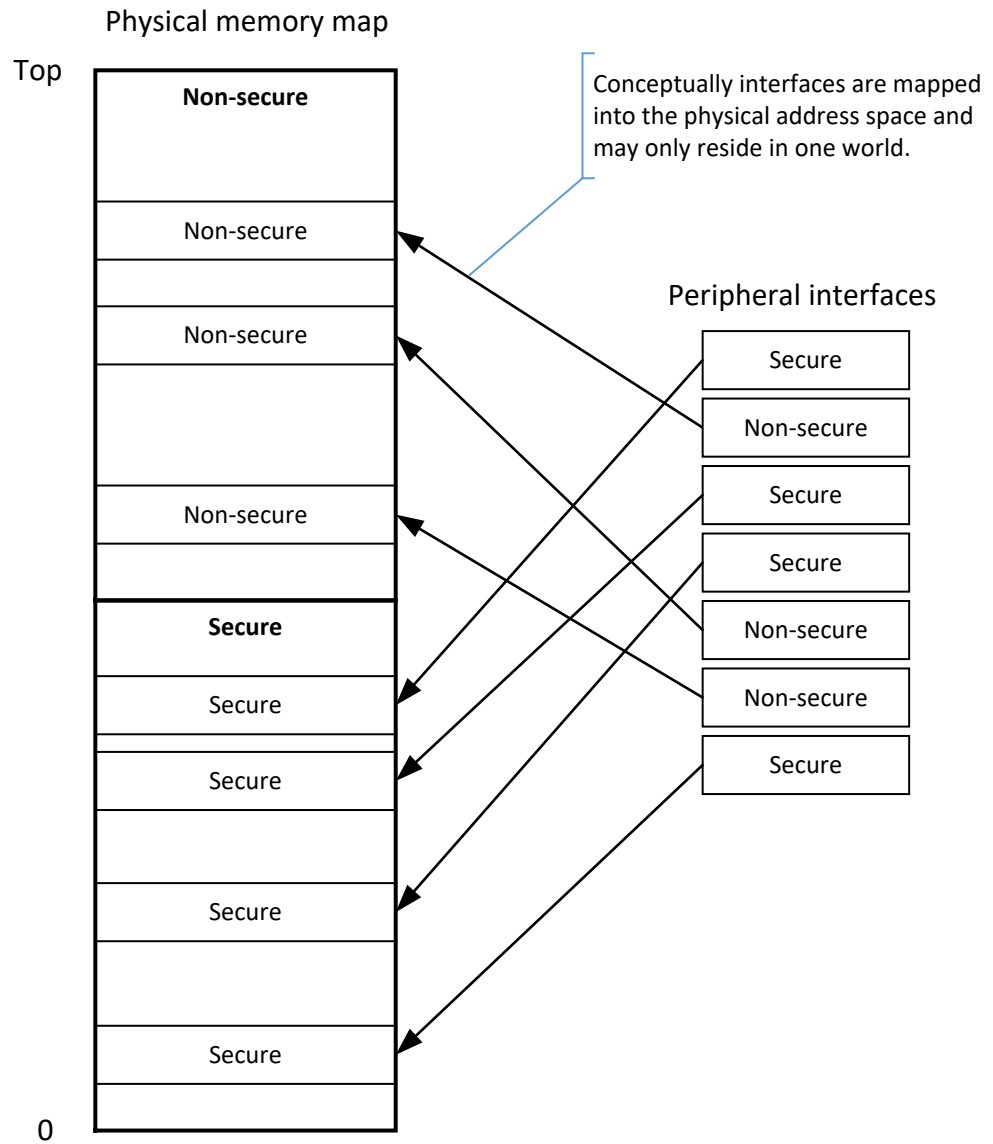 Physical memory map
Top
Non-secure
Conceptually interfaces are mapped
into the physical address space and
may only reside in one world.
Non-secure
Non-secure
Non-secure
Secure
Secure
Secure
Secure
Secure
0
Peripheral interfaces
Secure
Non-secure
Secure
Secure
Non-secure
Non-secure
Secure